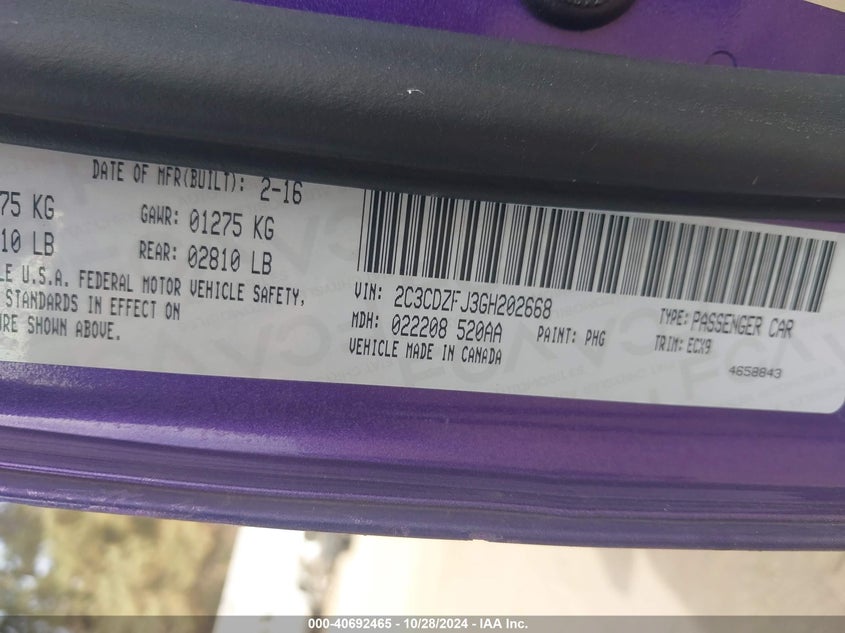 DATE OF MFR(BUILT): 2-16
75 KG GAWR: 01275 KG
10 LB REAR: 02810 LB
LE U.S.A. FEDERAL MOTOR VEHICLE SAFETY,
STANDARDS IN EFFECT ON
URE SHOWN ABOVE.
VIN: 2C3CDZFJ3GH202668 TYPE: PASSENGER CAR
MDH: 022208 520AA PAINT: PHG TRIM: ECX9
VEHICLE MADE IN CANADA 4658843
000-40692465 - 10/28/2024 - IAA Inc.